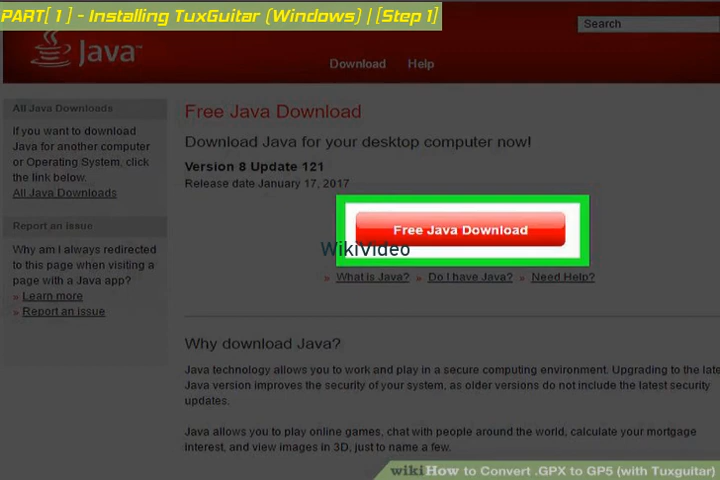 PART[ 1 ] - Installing TuxGuitar (Windows) | [Step 1]
Search
Java™
Download Help
All Java Downloads
If you want to download
Java for another computer
or Operating System, click
the link below.
All Java Downloads
Report an issue
Why am I always redirected
to this page when visiting a
page with a Java app?
» Learn more
» Report an issue
Free Java Download
Download Java for your desktop computer now!
Version 8 Update 121
Release date January 17, 2017
Free Java Download
WikiVideo
» What is Java? » Do I have Java? » Need Help?
Why download Java?
Java technology allows you to work and play in a secure computing environment. Upgrading to the late
Java version improves the security of your system, as older versions do not include the latest security
updates.
Java allows you to play online games, chat with people around the world, calculate your mortgage
interest, and view images in 3D, just to name a few.
wikiHow to Convert .GPX to GP5 (with Tuxguitar)